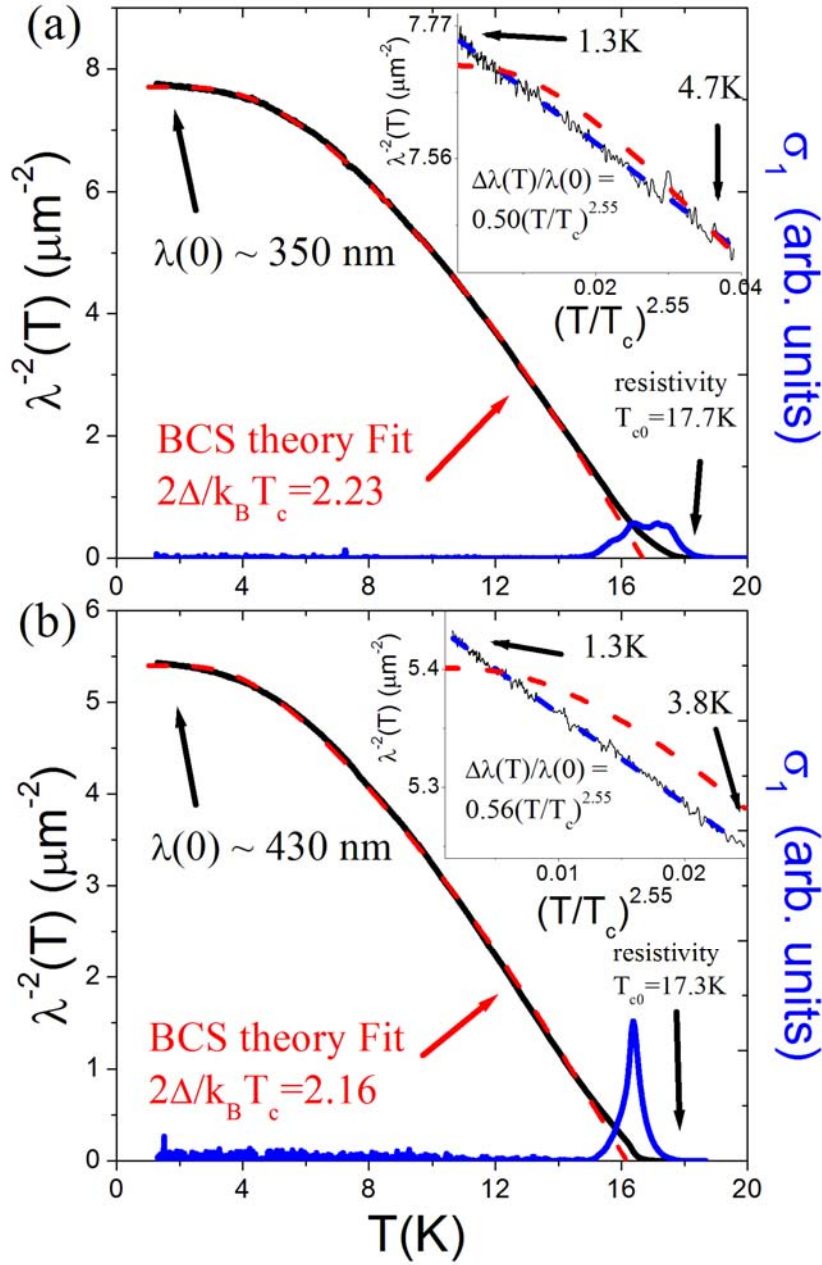 (a)
λ⁻²(T) (μm⁻²)
8
6
4
2
0
0 4 8 12 16 20
λ(0) ~ 350 nm
BCS theory Fit
2Δ/k_BT_c=2.23
λ⁻²(T) (μm⁻²)
7.77
7.56
1.3K
4.7K
Δλ(T)/λ(0) =
0.50(T/T_c)^2.55
0.02 0.04
(T/T_c)^2.55
resistivity
T_c0=17.7K
σ₁ (arb. units)
(b)
λ⁻²(T) (μm⁻²)
6
5
4
3
2
1
0
0 4 8 12 16 20
λ(0) ~ 430 nm
BCS theory Fit
2Δ/k_BT_c=2.16
λ⁻²(T) (μm⁻²)
5.4
5.3
1.3K
3.8K
Δλ(T)/λ(0) =
0.56(T/T_c)^2.55
0.01 0.02
(T/T_c)^2.55
resistivity
T_c0=17.3K
σ₁ (arb. units)
T(K)